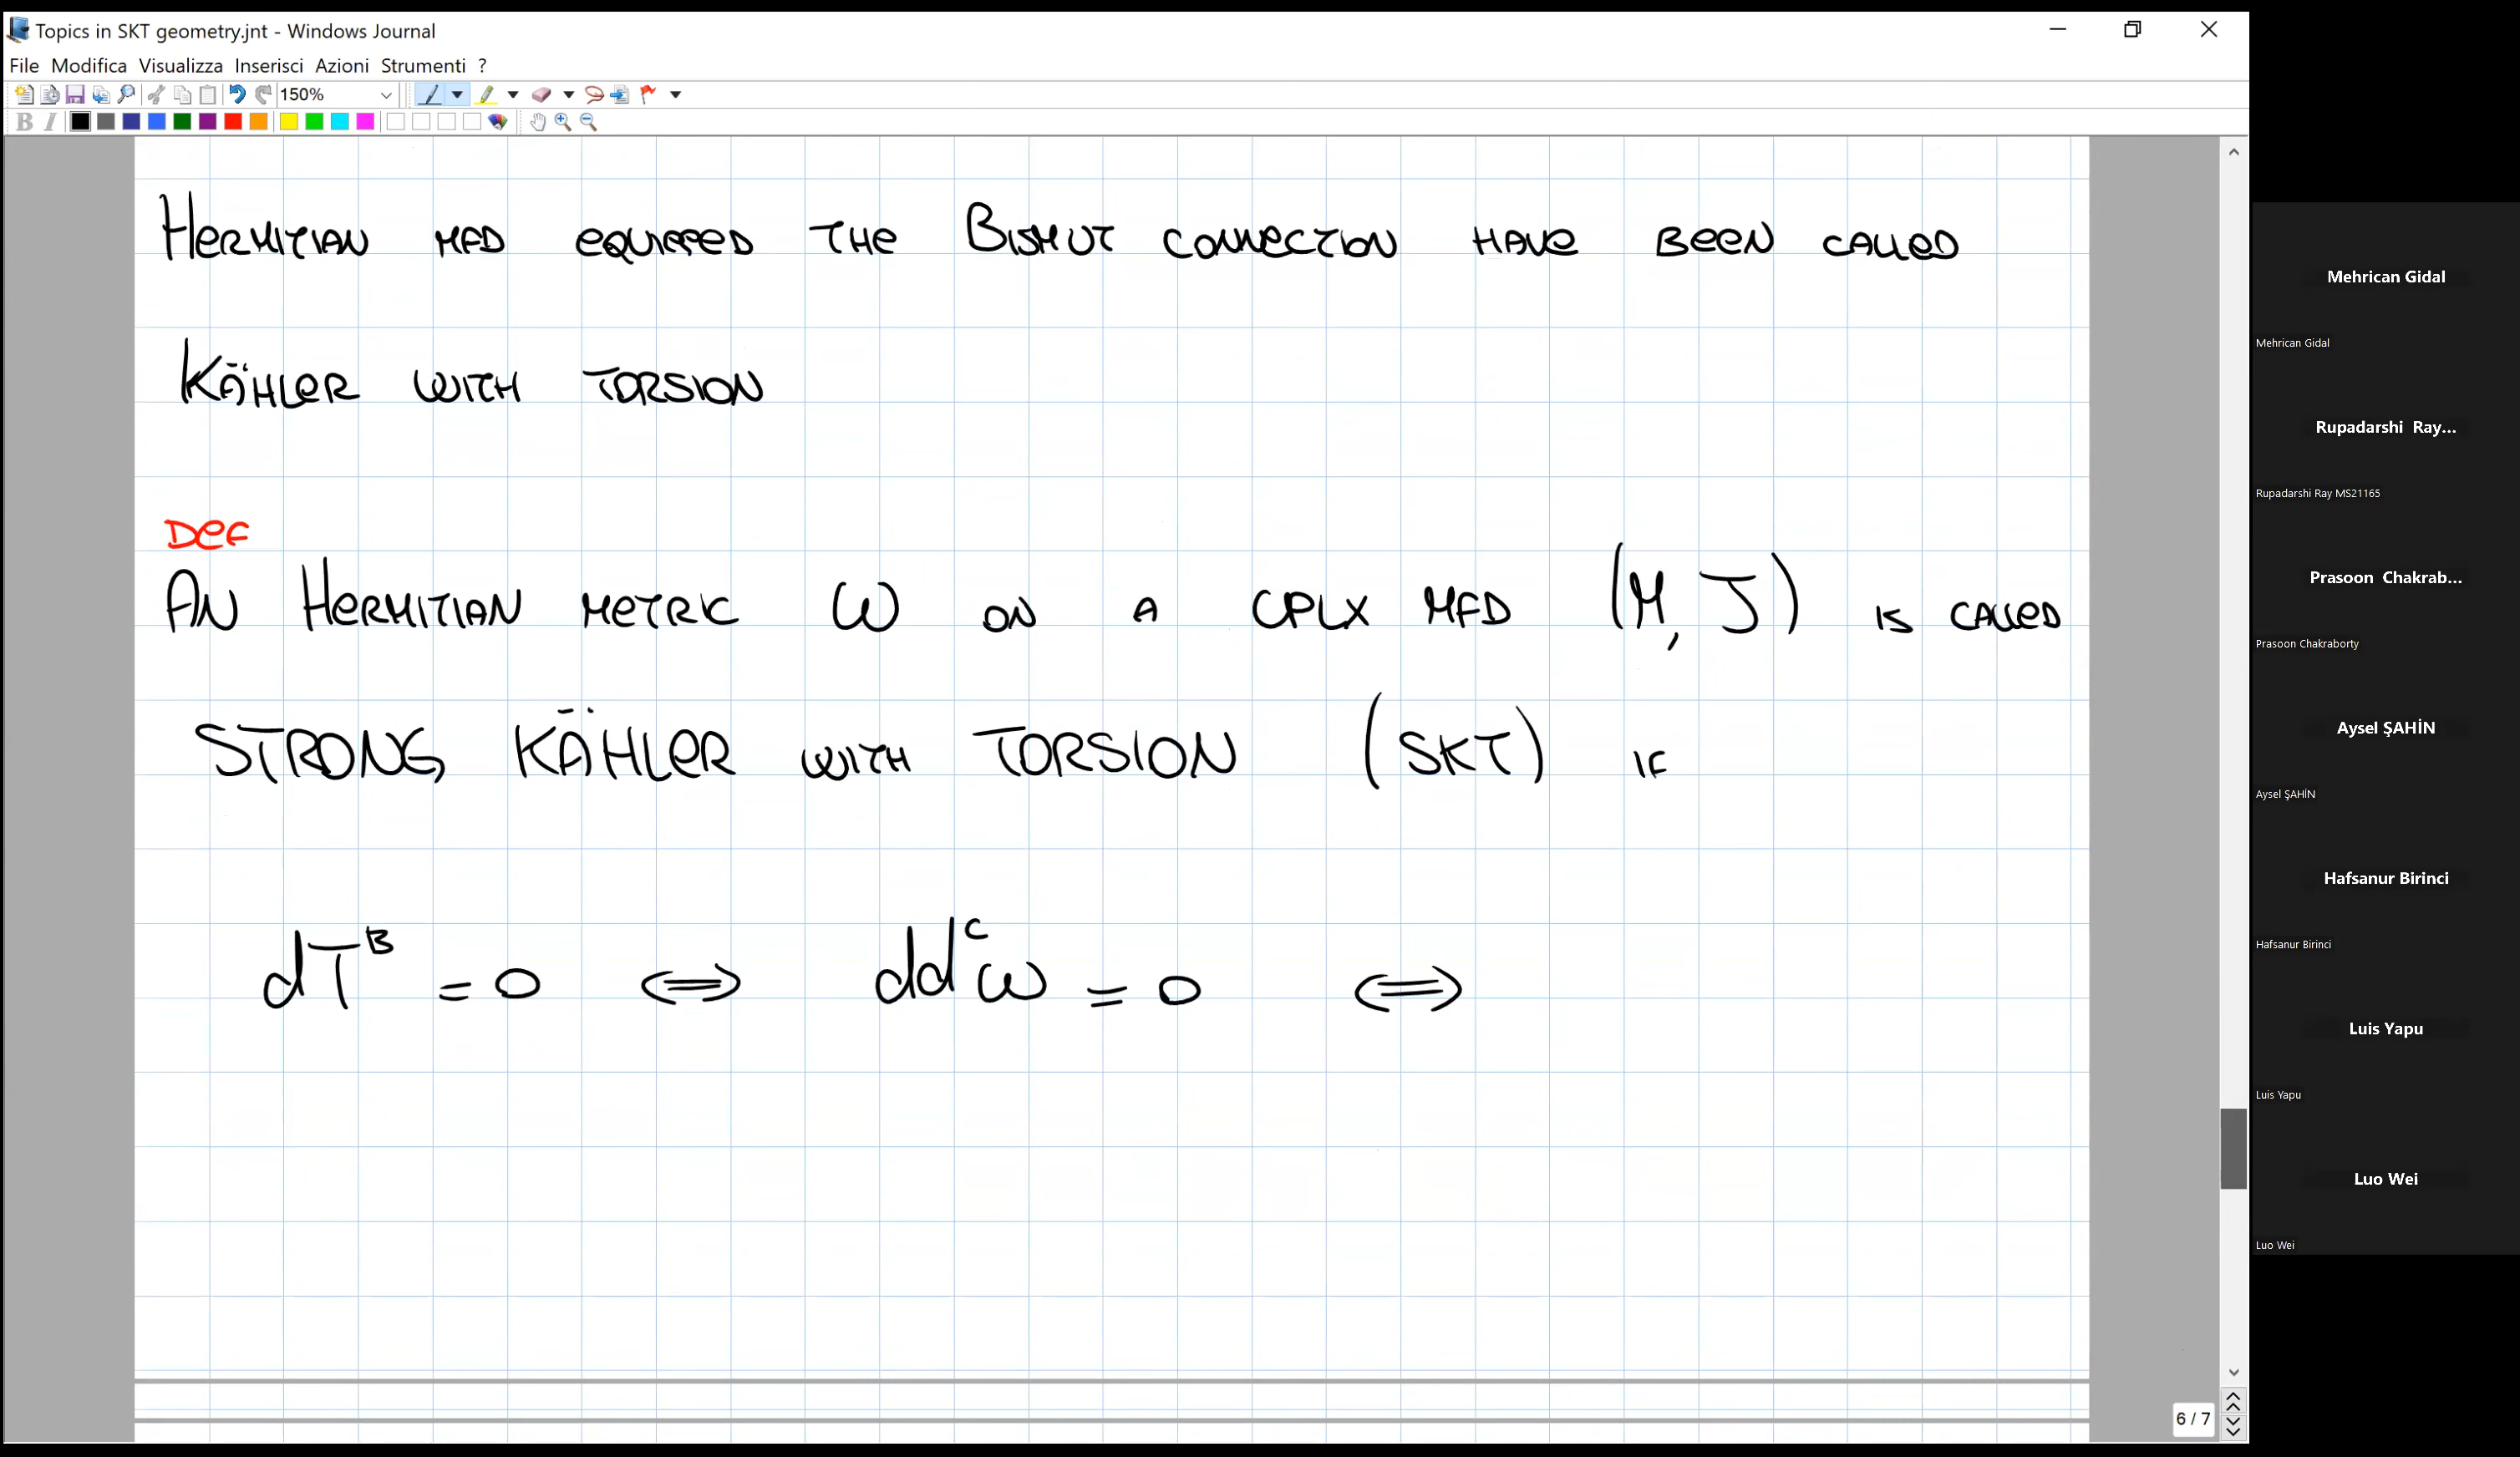 Topics in SKT geometry.jnt - Windows Journal
File Modifica Visualizza Inserisci Azioni Strumenti ?
150%
B I
HERMITIAN MFD EQUIPPED THE BISMUT CONNECTION HAVE BEEN CALLED
KÄHLER WITH TORSION
DEF
AN HERMITIAN METRIC ω ON A CPLX MFD (M, J) IS CALLED
STRONG KÄHLER WITH TORSION (SKT) IF
dT^B = 0 ⟺ dd^c ω = 0 ⟺
6 / 7
Mehrican Gidal
Mehrican Gidal
Rupadarshi Ray...
Rupadarshi Ray MS21165
Prasoon Chakrab...
Prasoon Chakraborty
Aysel ŞAHİN
Aysel ŞAHİN
Hafsanur Birinci
Hafsanur Birinci
Luis Yapu
Luis Yapu
Luo Wei
Luo Wei